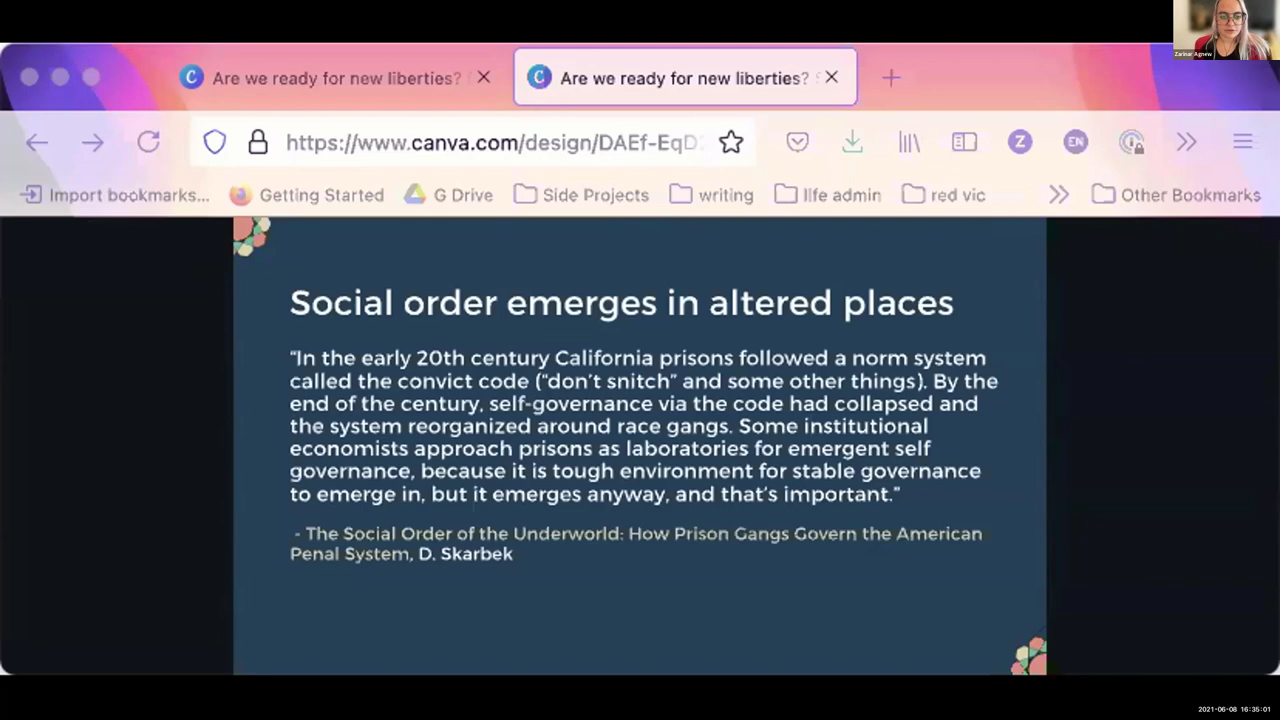 Zarinar Agnew
Are we ready for new liberties?
Are we ready for new liberties?
https://www.canva.com/design/DAEf-EqD
Z
EN
Import bookmarks...
Getting Started
G Drive
Side Projects
writing
life admin
red vic
Other Bookmarks
Social order emerges in altered places
“In the early 20th century California prisons followed a norm system
called the convict code (“don’t snitch” and some other things). By the
end of the century, self-governance via the code had collapsed and
the system reorganized around race gangs. Some institutional
economists approach prisons as laboratories for emergent self
governance, because it is tough environment for stable governance
to emerge in, but it emerges anyway, and that’s important.”
- The Social Order of the Underworld: How Prison Gangs Govern the American
Penal System, D. Skarbek
2021-06-08 16:35:01